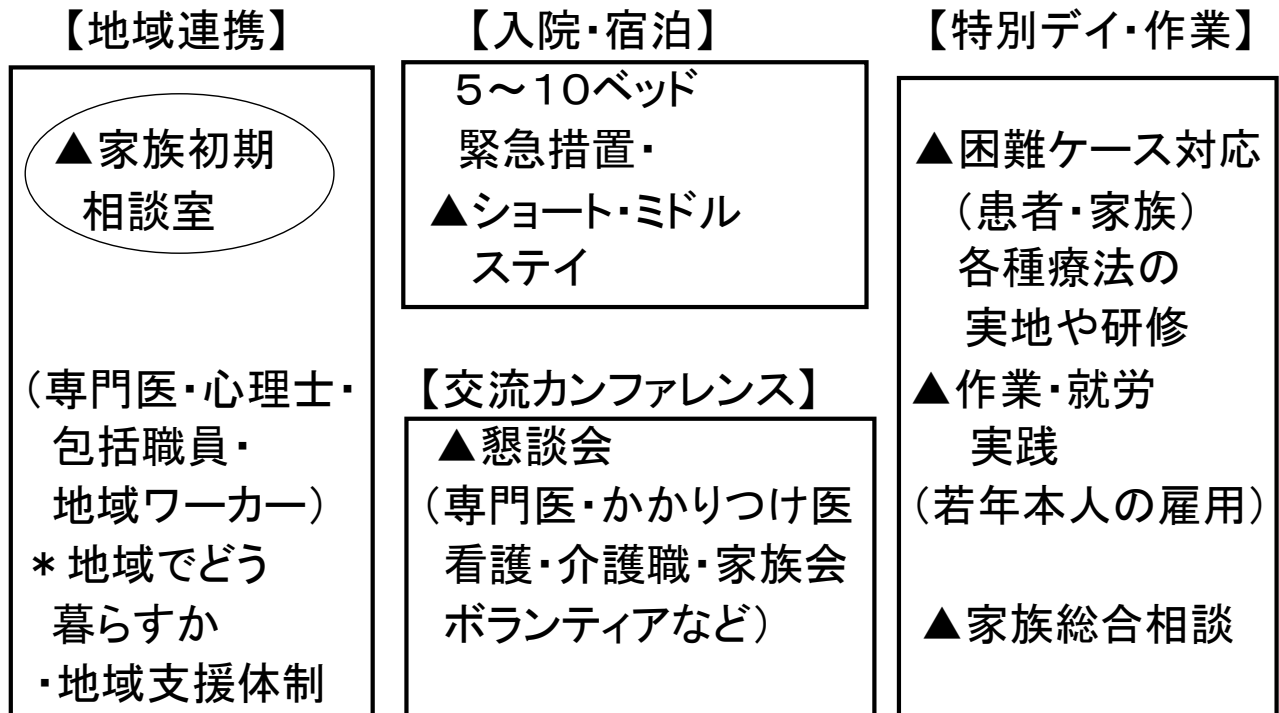 【地域連携】
▲家族初期
相談室
(専門医・心理士・
包括職員・
地域ワーカー)
*地域でどう
暮らすか
・地域支援体制
【入院・宿泊】
5~10ベッド
緊急措置・
▲ショート・ミドル
ステイ
【交流カンファレンス】
▲懇談会
(専門医・かかりつけ医
看護・介護職・家族会
ボランティアなど)
【特別デイ・作業】
▲困難ケース対応
(患者・家族)
各種療法の
実地や研修
▲作業・就労
実践
(若年本人の雇用)
▲家族総合相談